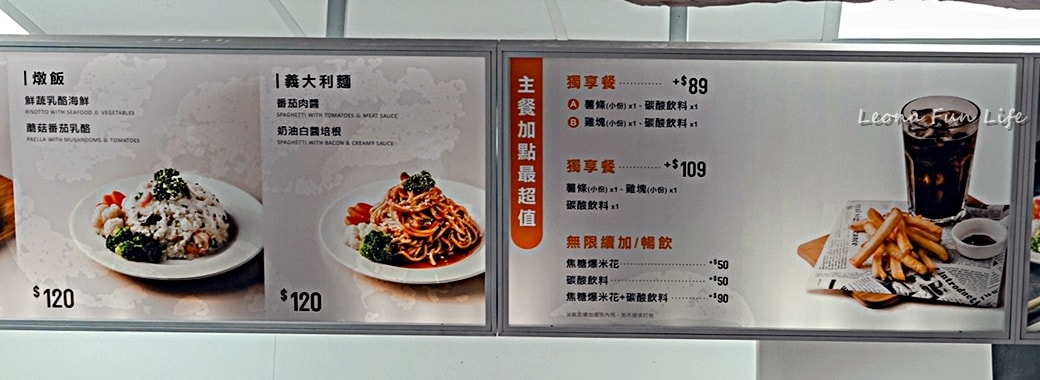 燉飯
鮮蔬乳酪海鮮
RISOTTO WITH SEAFOOD & VEGETABLES
蘑菇番茄乳酪
PAELLA WITH MUSHROOMS & TOMATOES
$120
義大利麵
番茄肉醬
SPAGHETTI WITH TOMATOES & MEAT SAUCE
奶油白醬培根
SPAGHETTI WITH BACON & CREAMY SAUCE
$120
主餐加點最超值
獨享餐 ············ +$89
A 薯條(小份) x1、碳酸飲料 x1
B 雞塊(小份) x1、碳酸飲料 x1
獨享餐 ·········· +$109
薯條(小份) x1、雞塊(小份) x1
碳酸飲料 x1
無限續加/暢飲
焦糖爆米花 ···················· +$50
碳酸飲料 ······················ +$50
焦糖爆米花+碳酸飲料 ········· +$90
Leona Fun Life